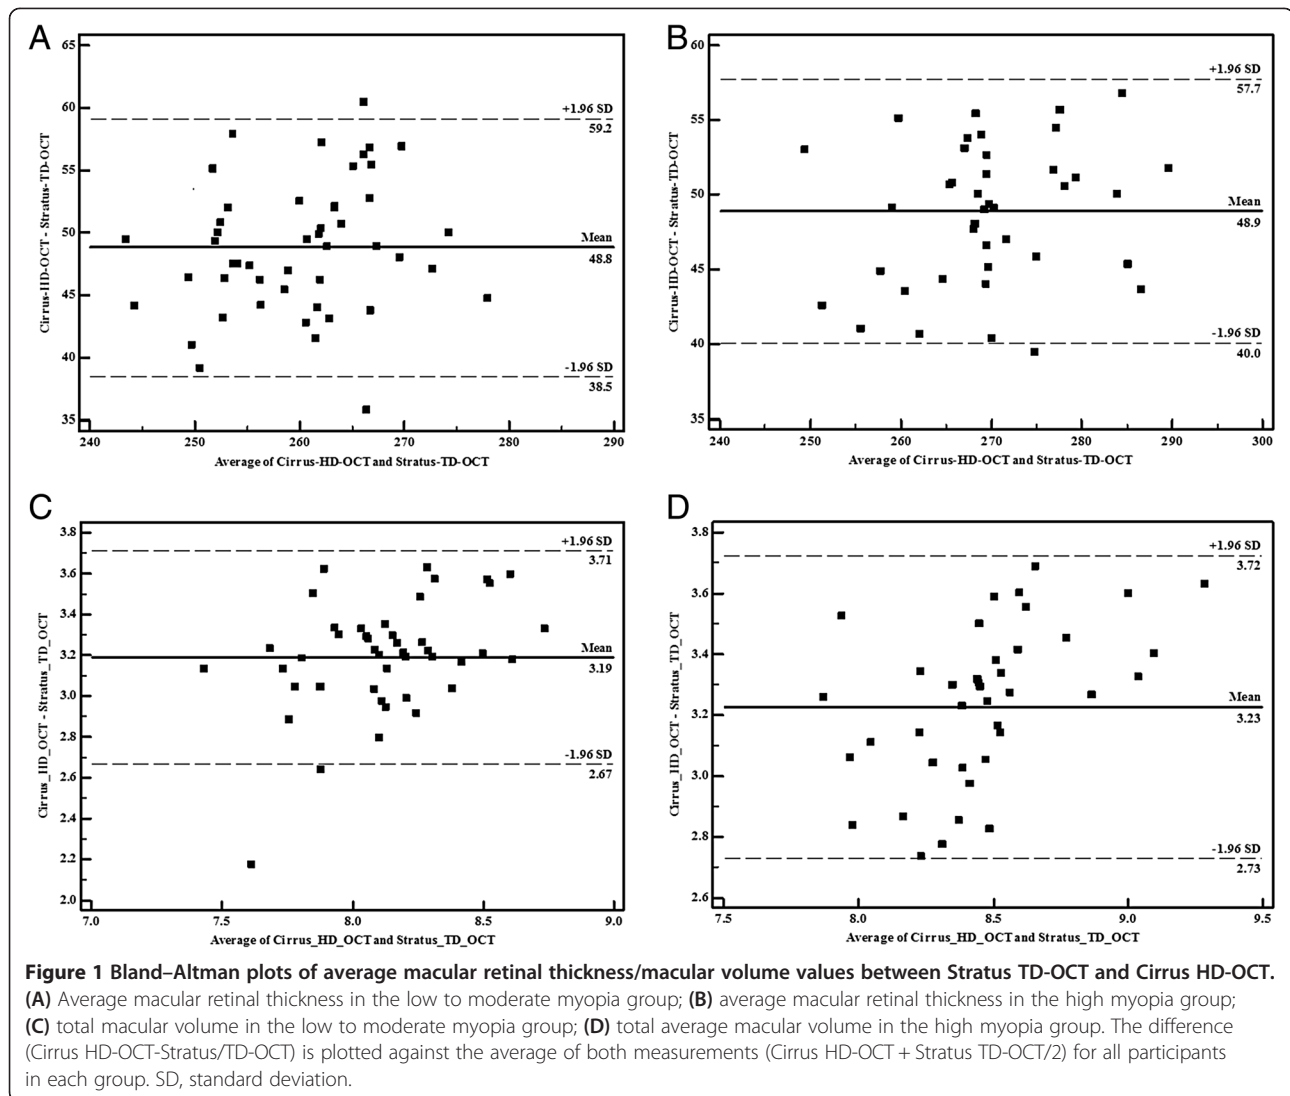 A
65
60
55
50
45
40
35
Cirrus-HD-OCT - Stratus-TD-OCT
+1.96 SD
59.2
Mean
48.8
-1.96 SD
38.5
240 250 260 270 280 290
Average of Cirrus-HD-OCT and Stratus-TD-OCT
B
60
55
50
45
40
35
Cirrus-HD-OCT - Stratus-TD-OCT
+1.96 SD
57.7
Mean
48.9
-1.96 SD
40.0
240 250 260 270 280 290 300
Average of Cirrus-HD-OCT and Stratus-TD-OCT
C
3.8
3.6
3.4
3.2
3.0
2.8
2.6
2.4
2.2
2.0
Cirrus_HD_OCT - Stratus_TD_OCT
+1.96 SD
3.71
Mean
3.19
-1.96 SD
2.67
7.0 7.5 8.0 8.5 9.0
Average of Cirrus_HD_OCT and Stratus_TD_OCT
D
3.8
3.6
3.4
3.2
3.0
2.8
2.6
Cirrus_HD_OCT - Stratus_TD_OCT
+1.96 SD
3.72
Mean
3.23
-1.96 SD
2.73
7.5 8.0 8.5 9.0 9.5
Average of Cirrus_HD_OCT and Stratus_TD_OCT
Figure 1 Bland–Altman plots of average macular retinal thickness/macular volume values between Stratus TD-OCT and Cirrus HD-OCT.
(A) Average macular retinal thickness in the low to moderate myopia group; (B) average macular retinal thickness in the high myopia group;
(C) total macular volume in the low to moderate myopia group; (D) total average macular volume in the high myopia group. The difference
(Cirrus HD-OCT-Stratus/TD-OCT) is plotted against the average of both measurements (Cirrus HD-OCT + Stratus TD-OCT/2) for all participants
in each group. SD, standard deviation.